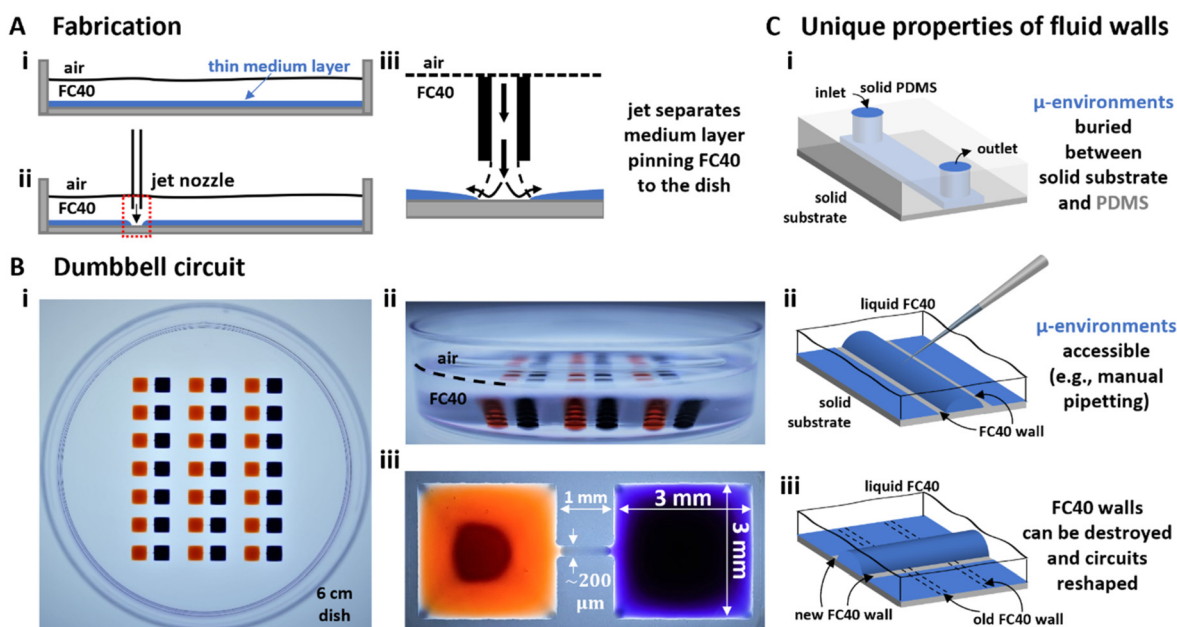 A Fabrication
i
air
FC40
thin medium layer
ii
air
FC40
jet nozzle
iii
air
FC40
jet separates
medium layer
pinning FC40
to the dish
B Dumbbell circuit
i
6 cm
dish
ii
air
FC40
iii
1 mm
3 mm
3 mm
~200
μm
C Unique properties of fluid walls
i
inlet
solid PDMS
outlet
solid
substrate
μ-environments
buried
between
solid substrate
and PDMS
ii
liquid FC40
solid
substrate
FC40 wall
μ-environments
accessible
(e.g., manual
pipetting)
iii
liquid FC40
new FC40 wall
old FC40 wall
FC40 walls
can be destroyed
and circuits
reshaped